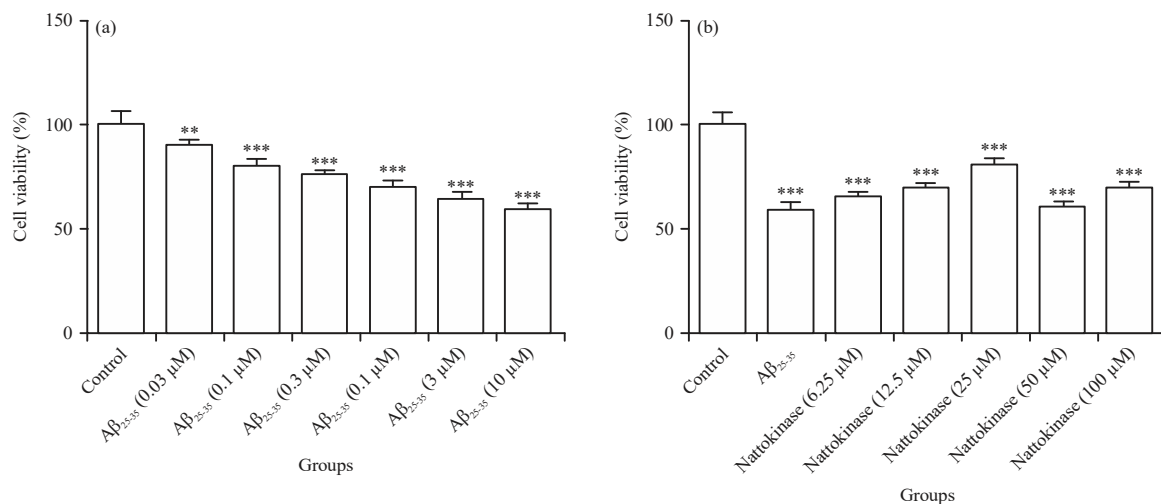 (a)
150
100
50
0
Cell viability (%)
**
***
***
***
***
***
Control
Aβ25-35 (0.03 µM)
Aβ25-35 (0.1 µM)
Aβ25-35 (0.3 µM)
Aβ25-35 (0.1 µM)
Aβ25-35 (3 µM)
Aβ25-35 (10 µM)
Groups
(b)
150
100
50
0
Cell viability (%)
***
***
***
***
***
***
Control
Aβ25-35
Nattokinase (6.25 µM)
Nattokinase (12.5 µM)
Nattokinase (25 µM)
Nattokinase (50 µM)
Nattokinase (100 µM)
Groups